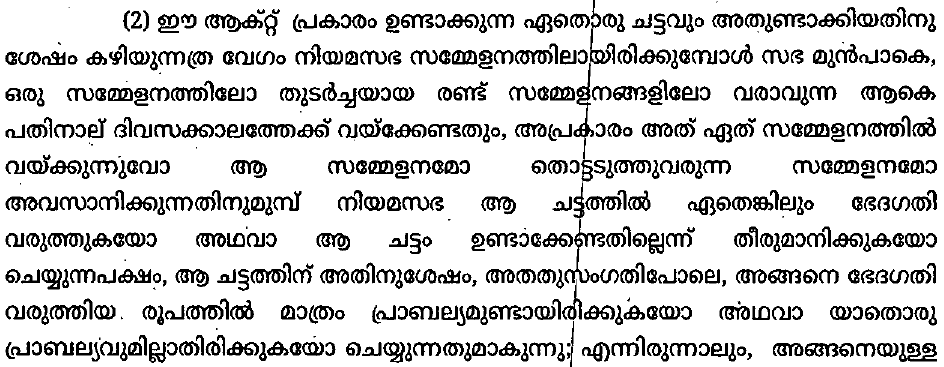 (2) ഈ ആക്റ്റ് പ്രകാരം ഉണ്ടാക്കുന്ന ഏതൊരു ചട്ടവും അതുണ്ടാക്കിയതിനു
ശേഷം കഴിയുന്നത്ര വേഗം നിയമസഭ സമ്മേളനത്തിലായിരിക്കുമ്പോൾ സഭ മുൻപാകെ,
ഒരു സമ്മേളനത്തിലോ തുടർച്ചയായ രണ്ട് സമ്മേളനങ്ങളിലോ വരാവുന്ന ആകെ
പതിനാല് ദിവസക്കാലത്തേക്ക് വയ്ക്കേണ്ടതും, അപ്രകാരം അത് ഏത് സമ്മേളനത്തിൽ
വയ്ക്കുന്നുവോ ആ സമ്മേളനമോ തൊട്ടടുത്തുവരുന്ന സമ്മേളനമോ
അവസാനിക്കുന്നതിനുമുമ്പ് നിയമസഭ ആ ചട്ടത്തിൽ ഏതെങ്കിലും ഭേദഗതി
വരുത്തുകയോ അഥവാ ആ ചട്ടം ഉണ്ടാക്കേണ്ടതില്ലെന്ന് തീരുമാനിക്കുകയോ
ചെയ്യുന്നപക്ഷം, ആ ചട്ടത്തിന് അതിനുശേഷം, അതതുസംഗതിപോലെ, അങ്ങനെ ഭേദഗതി
വരുത്തിയ രൂപത്തിൽ മാത്രം പ്രാബല്യമുണ്ടായിരിക്കുകയോ അഥവാ യാതൊരു
പ്രാബല്യവുമില്ലാതിരിക്കുകയോ ചെയ്യുന്നതുമാകുന്നു; എന്നിരുന്നാലും, അങ്ങനെയുള്ള